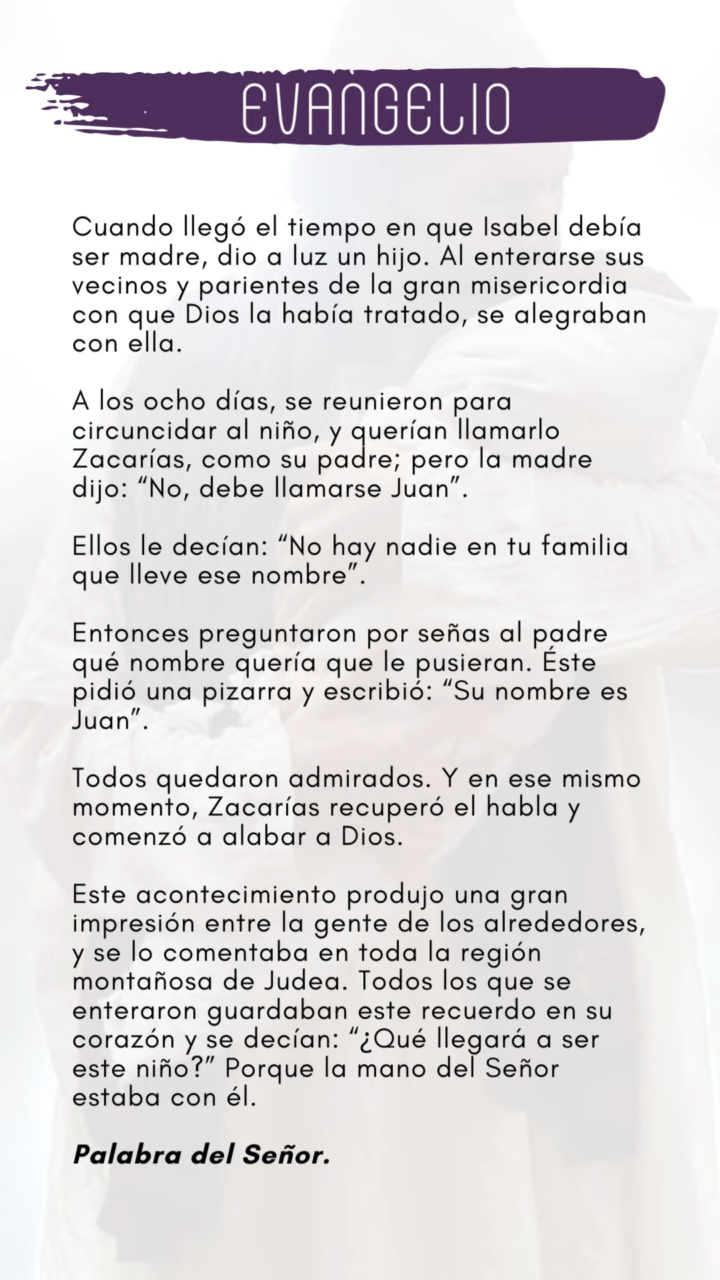 EVANGELIO
Cuando llegó el tiempo en que Isabel debía
ser madre, dio a luz un hijo. Al enterarse sus
vecinos y parientes de la gran misericordia
con que Dios la había tratado, se alegraban
con ella.
A los ocho días, se reunieron para
circuncidar al niño, y querían llamarlo
Zacarías, como su padre; pero la madre
dijo: “No, debe llamarse Juan”.
Ellos le decían: “No hay nadie en tu familia
que lleve ese nombre”.
Entonces preguntaron por señas al padre
qué nombre quería que le pusieran. Éste
pidió una pizarra y escribió: “Su nombre es
Juan”.
Todos quedaron admirados. Y en ese mismo
momento, Zacarías recuperó el habla y
comenzó a alabar a Dios.
Este acontecimiento produjo una gran
impresión entre la gente de los alrededores,
y se lo comentaba en toda la región
montañosa de Judea. Todos los que se
enteraron guardaban este recuerdo en su
corazón y se decían: “¿Qué llegará a ser
este niño?” Porque la mano del Señor
estaba con él.
Palabra del Señor.